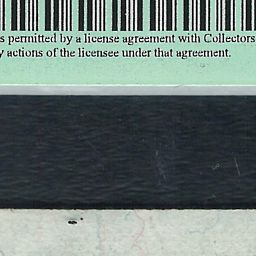 s permitted by a license agreement with Collectors
y actions of the licensee under that agreement.